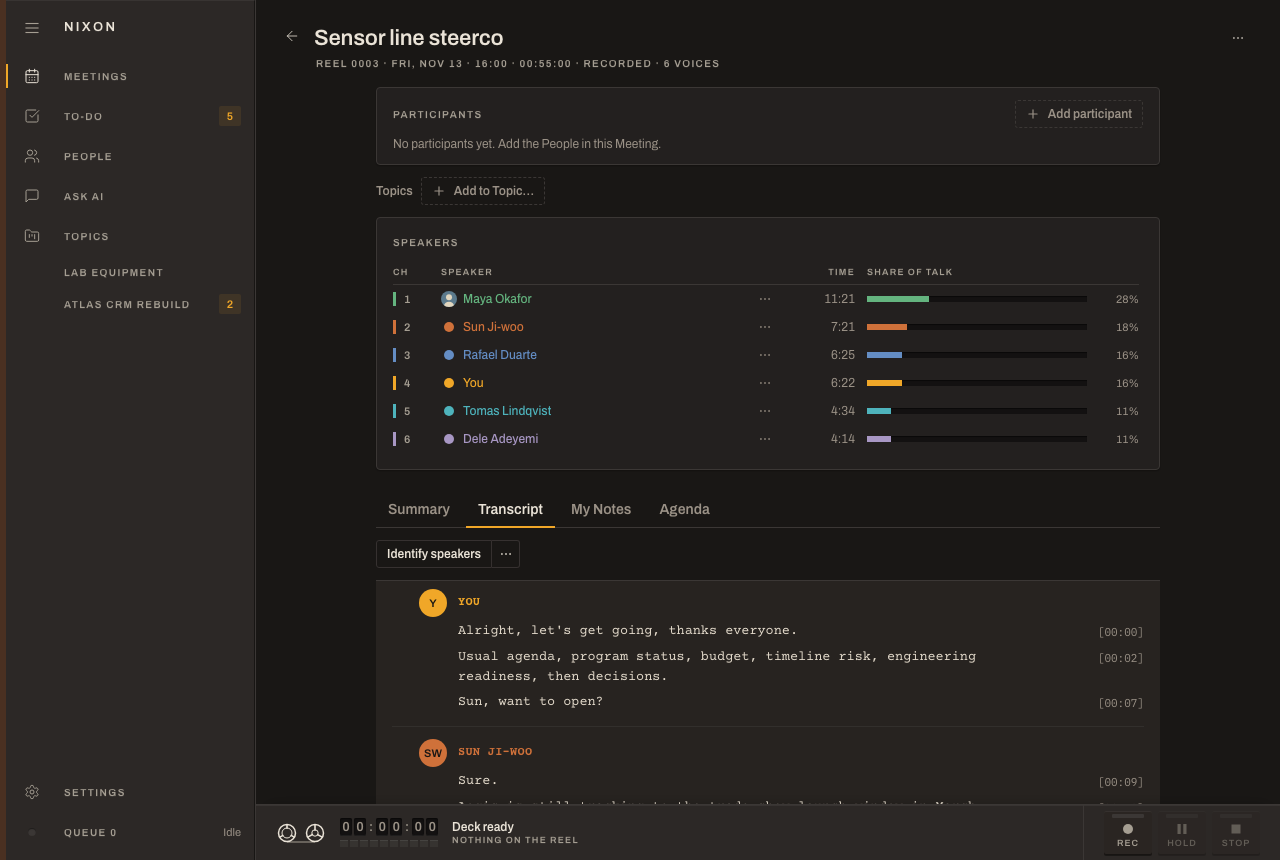 NIXON
MEETINGS
TO-DO 5
PEOPLE
ASK AI
TOPICS
LAB EQUIPMENT
ATLAS CRM REBUILD 2
SETTINGS
QUEUE 0 Idle
Sensor line steerco
REEL 0003 · FRI, NOV 13 · 16:00 · 00:55:00 · RECORDED · 6 VOICES
PARTICIPANTS
Add participant
No participants yet. Add the People in this Meeting.
Topics
Add to Topic...
SPEAKERS
CH SPEAKER TIME SHARE OF TALK
1 Maya Okafor 11:21 28%
2 Sun Ji-woo 7:21 18%
3 Rafael Duarte 6:25 16%
4 You 6:22 16%
5 Tomas Lindqvist 4:34 11%
6 Dele Adeyemi 4:14 11%
Summary Transcript My Notes Agenda
Identify speakers
Y YOU
Alright, let's get going, thanks everyone. [00:00]
Usual agenda, program status, budget, timeline risk, engineering [00:02]
readiness, then decisions.
Sun, want to open? [00:07]
SW SUN JI-WOO
Sure. [00:09]
00:00:00
Deck ready
NOTHING ON THE REEL
REC HOLD STOP